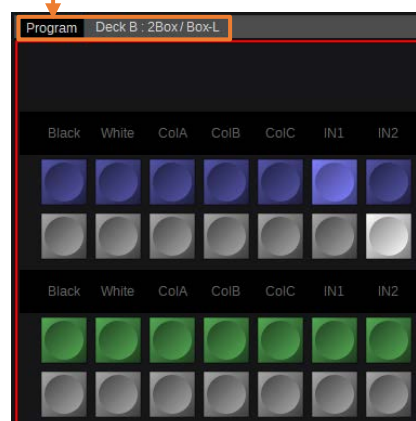 Program Deck B : 2Box / Box-L
Black White ColA ColB ColC IN1 IN2
Black White ColA ColB ColC IN1 IN2